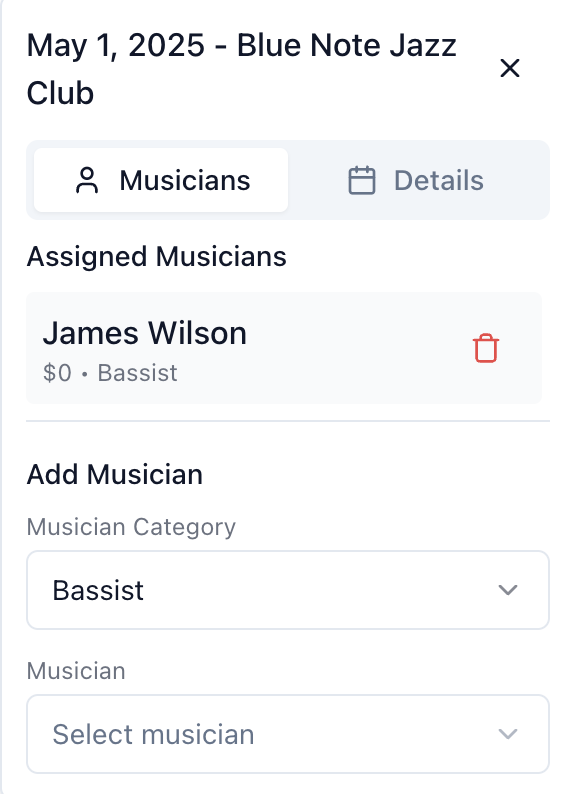 May 1, 2025 - Blue Note Jazz
Club
Musicians
Details
Assigned Musicians
James Wilson
$0 • Bassist
Add Musician
Musician Category
Bassist
Musician
Select musician